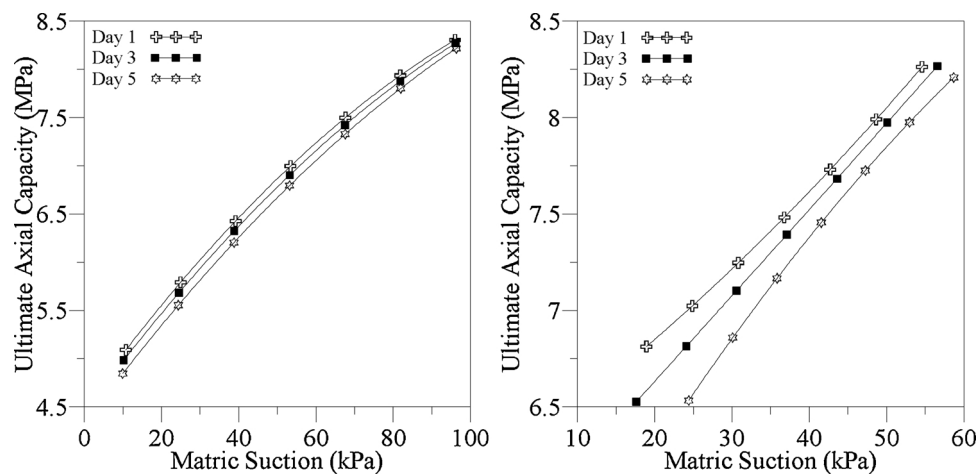 8.5
Day 1
Day 3
Day 5
7.5
6.5
5.5
4.5
Ultimate Axial Capacity (MPa)
0 20 40 60 80 100
Matric Suction (kPa)
8.5
Day 1
Day 3
Day 5
8
7.5
7
6.5
Ultimate Axial Capacity (MPa)
10 20 30 40 50 60
Matric Suction (kPa)